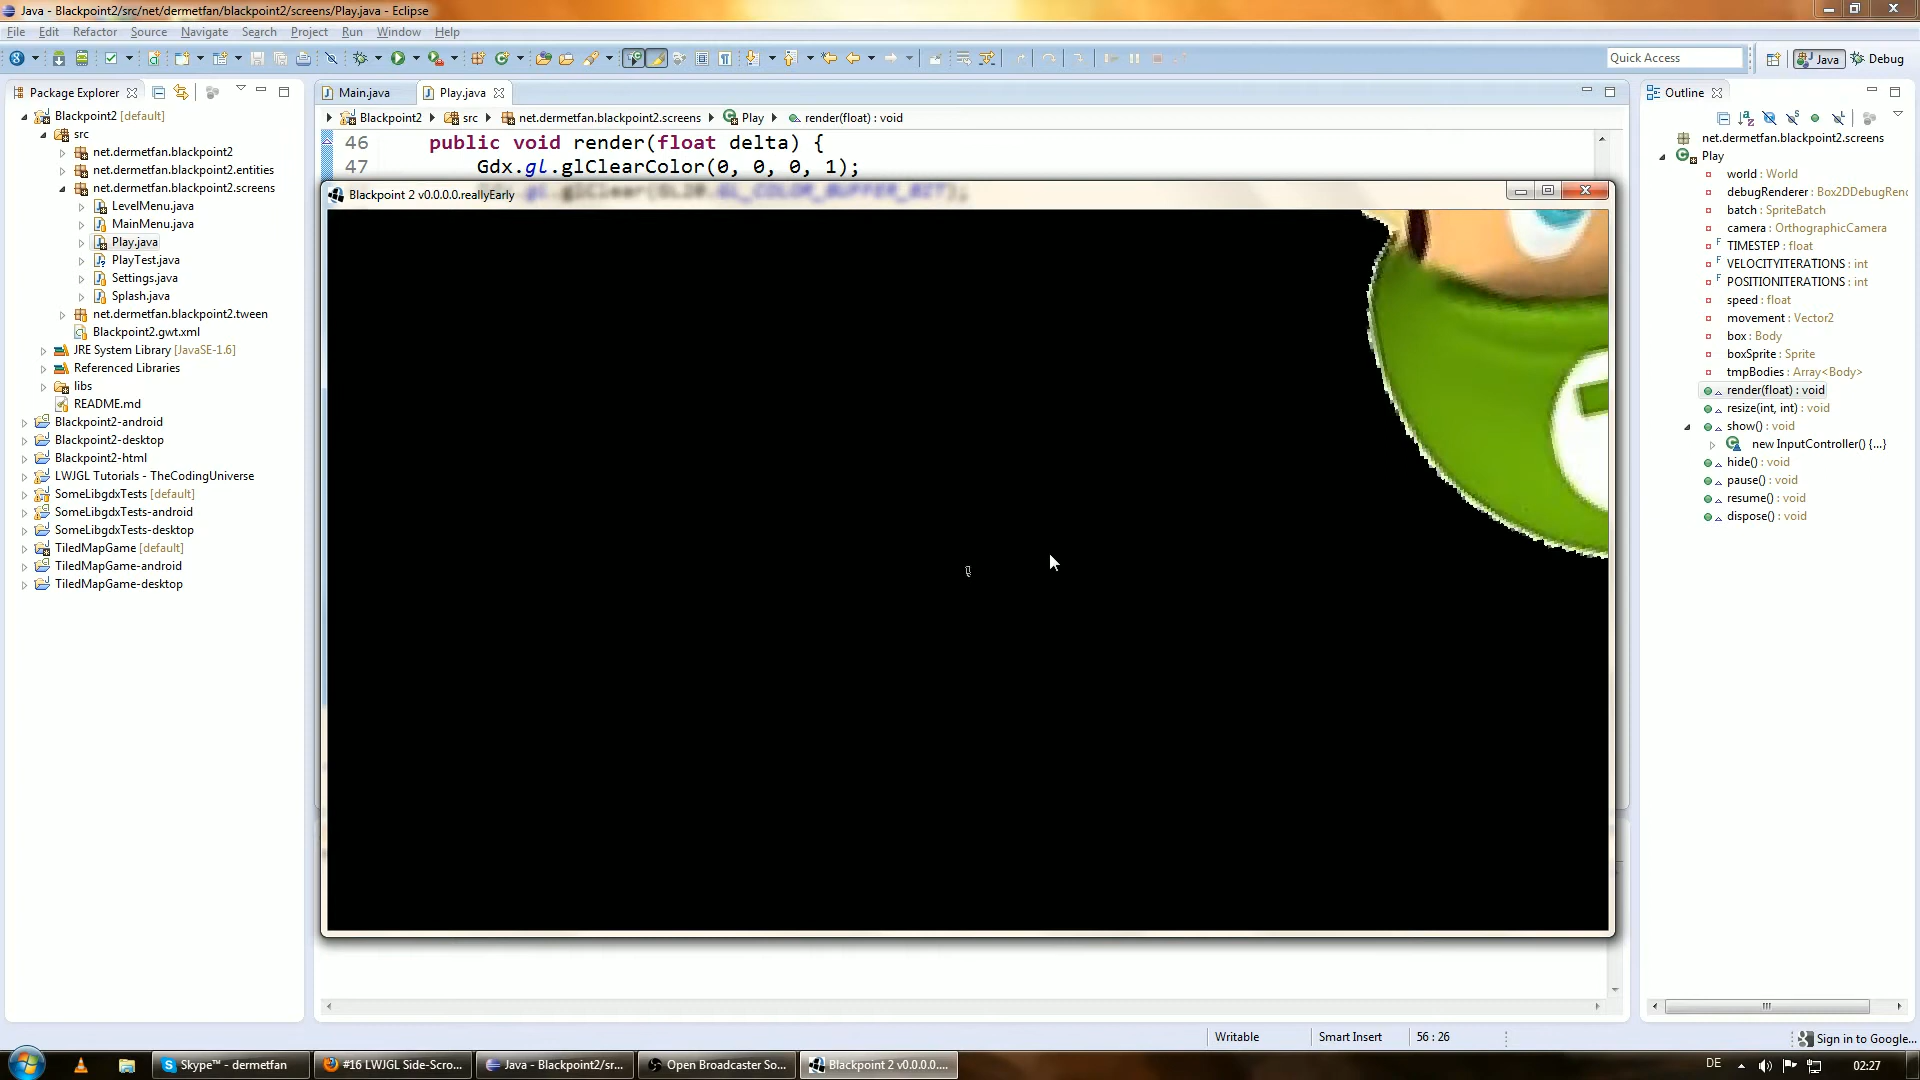 Java - Blackpoint2/src/net/dermetfan/blackpoint2/screens/Play.java - Eclipse
File Edit Refactor Source Navigate Search Project Run Window Help
Quick Access
Java
Debug
Package Explorer
Main.java
Play.java
Outline
Blackpoint2 src net.dermetfan.blackpoint2.screens Play render(float) : void
46 public void render(float delta) {
47 Gdx.gl.glClearColor(0, 0, 0, 1);
.gl.glClear(GL20.GL_COLOR_BUFFER_BIT);
Blackpoint 2 v0.0.0.0.reallyEarly
Blackpoint2 [default]
src
net.dermetfan.blackpoint2
net.dermetfan.blackpoint2.entities
net.dermetfan.blackpoint2.screens
LevelMenu.java
MainMenu.java
Play.java
PlayTest.java
Settings.java
Splash.java
net.dermetfan.blackpoint2.tween
Blackpoint2.gwt.xml
JRE System Library [JavaSE-1.6]
Referenced Libraries
libs
README.md
Blackpoint2-android
Blackpoint2-desktop
Blackpoint2-html
LWJGL Tutorials - TheCodingUniverse
SomeLibgdxTests [default]
SomeLibgdxTests-android
SomeLibgdxTests-desktop
TiledMapGame [default]
TiledMapGame-android
TiledMapGame-desktop
net.dermetfan.blackpoint2.screens
Play
world : World
debugRenderer : Box2DDebugRend
batch : SpriteBatch
camera : OrthographicCamera
TIMESTEP : float
VELOCITYITERATIONS : int
POSITIONITERATIONS : int
speed : float
movement : Vector2
box : Body
boxSprite : Sprite
tmpBodies : Array<Body>
render(float) : void
resize(int, int) : void
show() : void
new InputController() {...}
hide() : void
pause() : void
resume() : void
dispose() : void
Writable
Smart Insert
56 : 26
Sign in to Google...
Skype™ - dermetfan
#16 LWJGL Side-Scro...
Java - Blackpoint2/sr...
Open Broadcaster So...
Blackpoint 2 v0.0.0.0....
DE
02:27